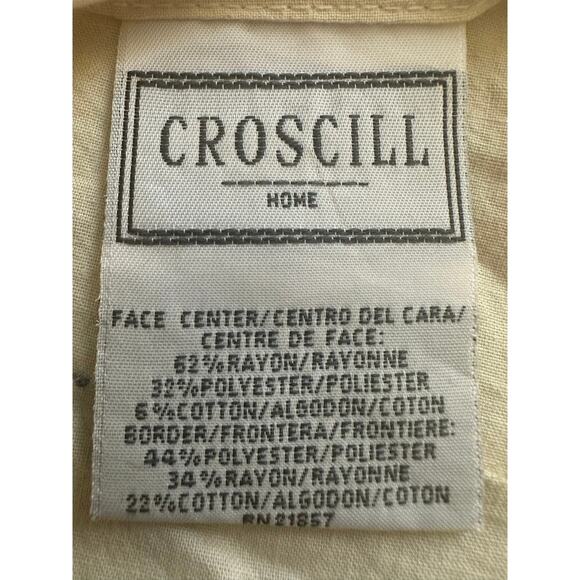 CROSCILL
HOME
FACE CENTER/CENTRO DEL CARA/
CENTRE DE FACE:
62%RAYON/RAYONNE
32%POLYESTER/POLIESTER
6%COTTON/ALGODON/COTON
BORDER/FRONTERA/FRONTIERE:
44%POLYESTER/POLIESTER
34%RAYON/RAYONNE
22%COTTON/ALGODON/COTON
RN 21857